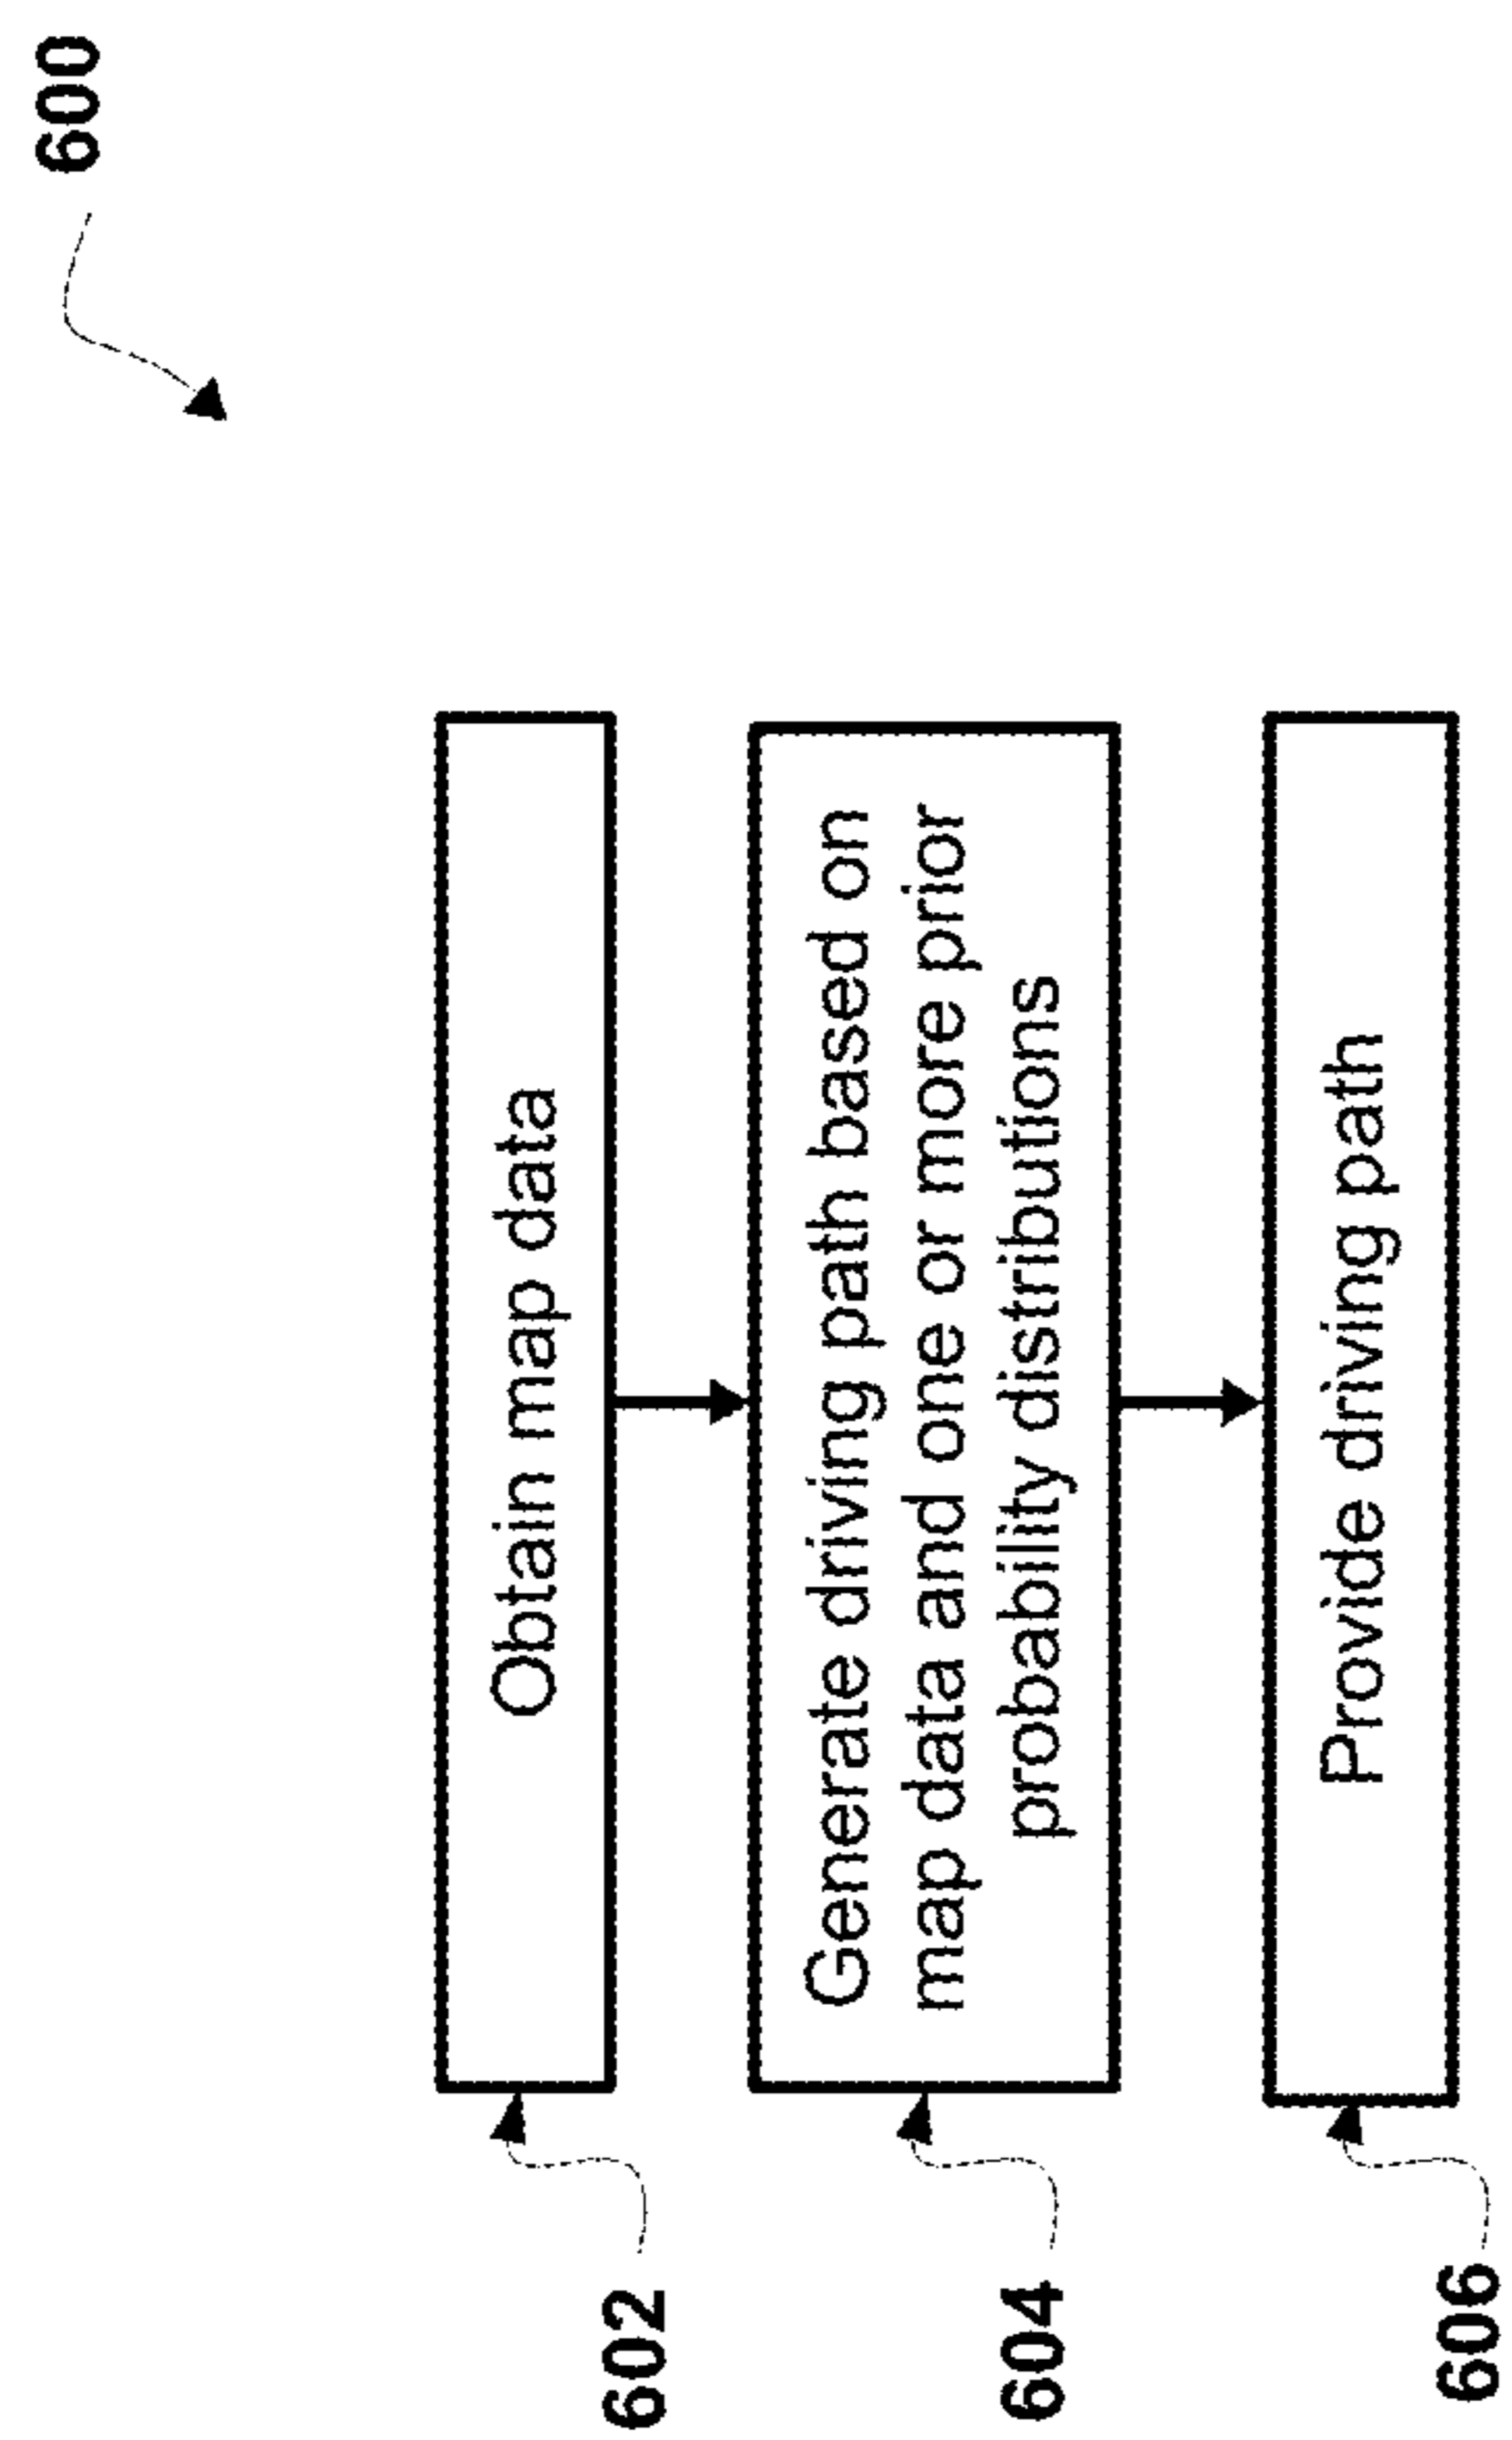 600
602
Obtain map data
604
Generate driving path based on
map data and one or more prior
probability distributions
606
Provide driving path